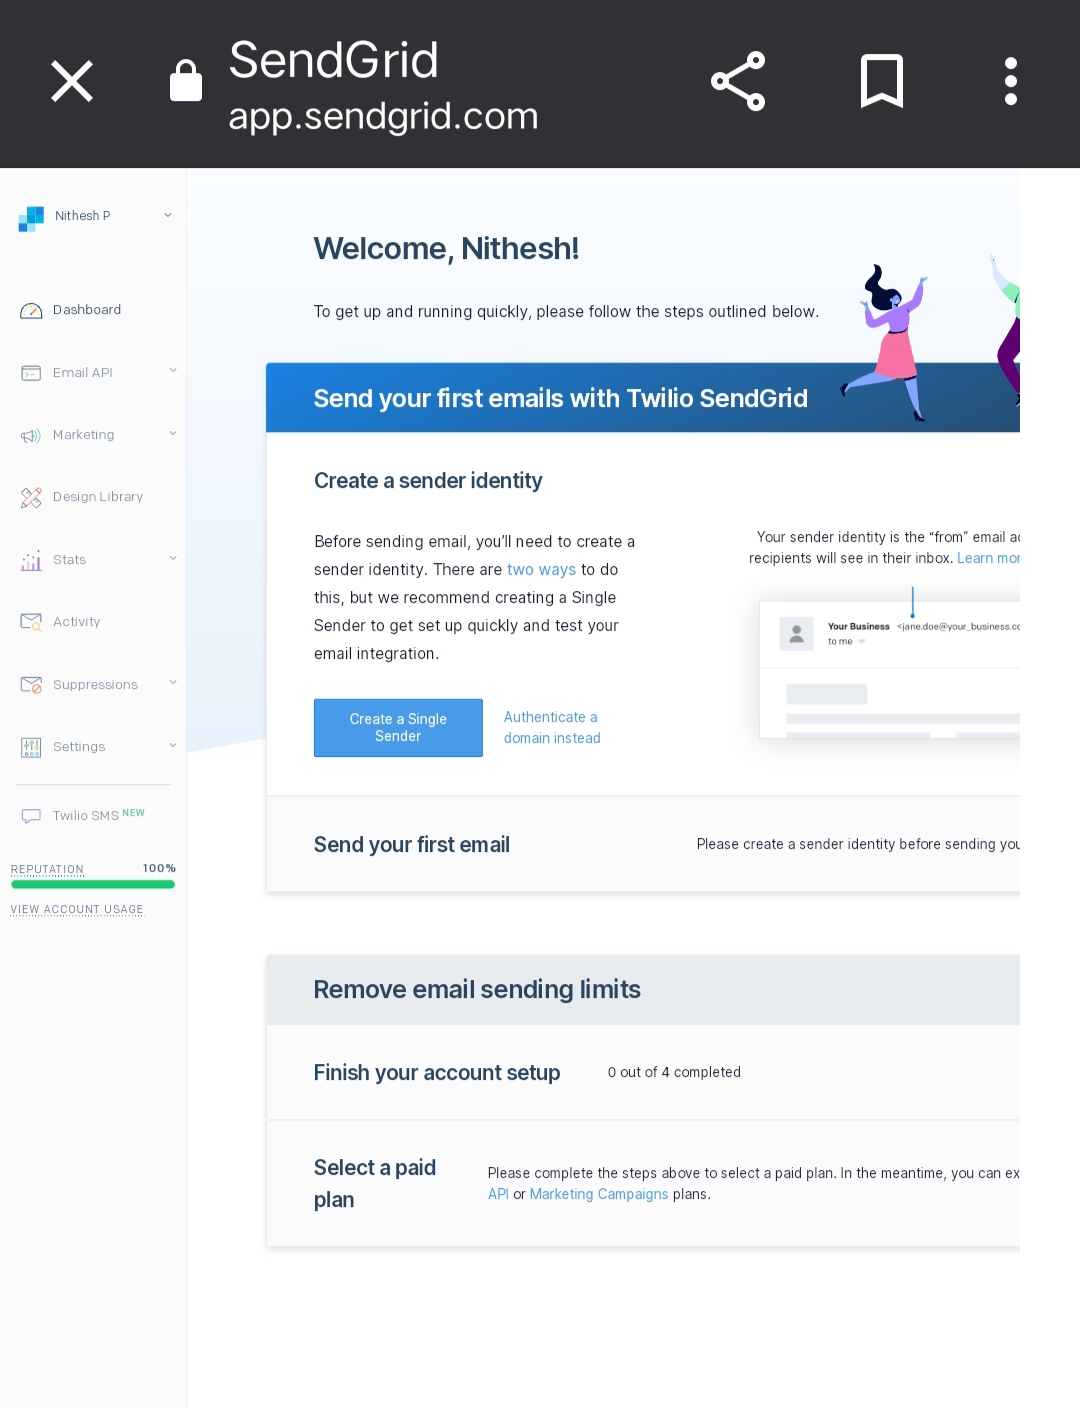 SendGrid
app.sendgrid.com
Nithesh P
Dashboard
Email API
Marketing
Design Library
Stats
Activity
Suppressions
Settings
Twilio SMS NEW
REPUTATION 100%
VIEW ACCOUNT USAGE
Welcome, Nithesh!
To get up and running quickly, please follow the steps outlined below.
Send your first emails with Twilio SendGrid
Create a sender identity
Before sending email, you’ll need to create a
sender identity. There are two ways to do
this, but we recommend creating a Single
Sender to get set up quickly and test your
email integration.
Create a Single
Sender
Authenticate a
domain instead
Your sender identity is the “from” email
recipients will see in their inbox. Learn
Your Business <jane.doe@your_business.co
to me
Send your first email
Please create a sender identity before sending
Remove email sending limits
Finish your account setup
0 out of 4 completed
Select a paid
plan
Please complete the steps above to select a paid plan. In the meantime, you can
API or Marketing Campaigns plans.